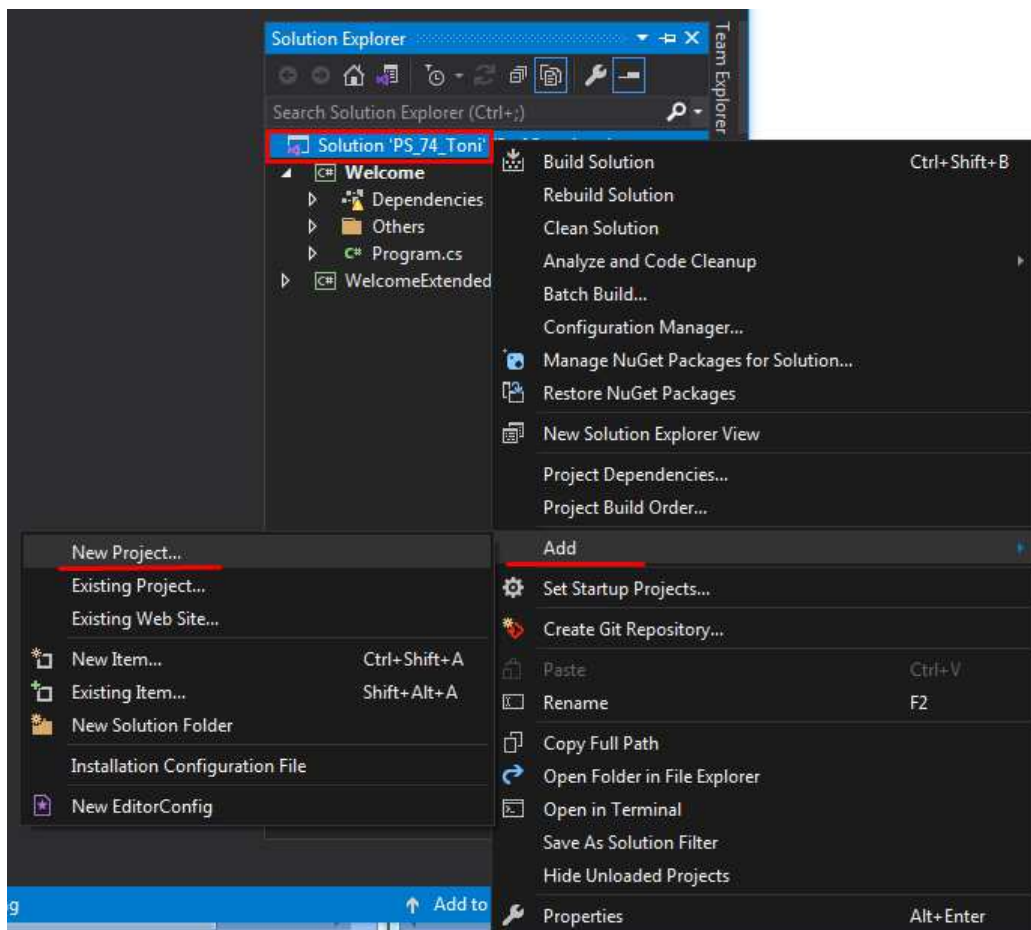 Solution Explorer
Team Explorer
Search Solution Explorer (Ctrl+;)
Solution 'PS_74_Toni'
C# Welcome
Dependencies
Others
C# Program.cs
C# WelcomeExtended
Build Solution Ctrl+Shift+B
Rebuild Solution
Clean Solution
Analyze and Code Cleanup
Batch Build...
Configuration Manager...
Manage NuGet Packages for Solution...
Restore NuGet Packages
New Solution Explorer View
Project Dependencies...
Project Build Order...
Add
New Project...
Existing Project...
Existing Web Site...
New Item... Ctrl+Shift+A
Existing Item... Shift+Alt+A
New Solution Folder
Installation Configuration File
New EditorConfig
Set Startup Projects...
Create Git Repository...
Paste Ctrl+V
Rename F2
Copy Full Path
Open Folder in File Explorer
Open in Terminal
Save As Solution Filter
Hide Unloaded Projects
Properties Alt+Enter
g
Add to